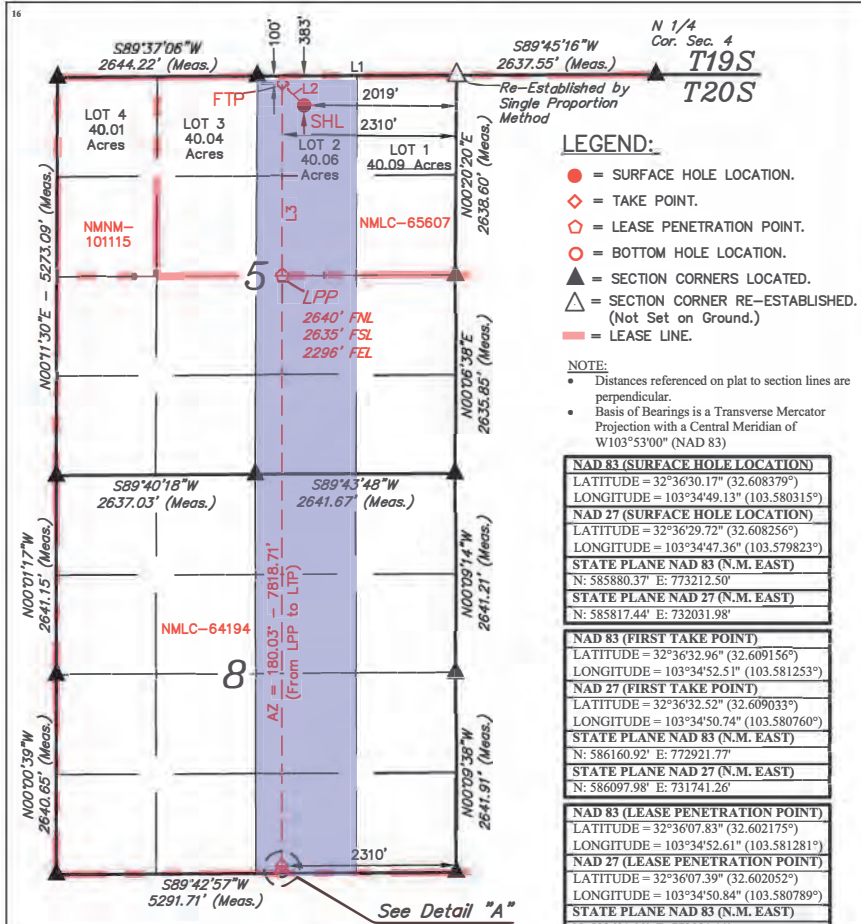 16
S89°37'06"W
2644.22' (Meas.)
100'
383'
L1
S89°45'16"W
2637.55' (Meas.)
N 1/4
Cor. Sec. 4
T19S
T20S
Re-Established by
Single Proportion
Method
FTP
L2
2019'
SHL
2310'
LOT 4
40.01
Acres
LOT 3
40.04
Acres
LOT 2
40.06
Acres
LOT 1
40.09 Acres
N00°20'20"E
2638.60' (Meas.)
L3
NMNM-
101115
NMLC-65607
N00°11'30"E - 5273.09' (Meas.)
5
LPP
2640' FNL
2635' FSL
2296' FEL
N00°06'38"E
2635.85' (Meas.)
S89°40'18"W
2637.03' (Meas.)
S89°43'48"W
2641.67' (Meas.)
N00°01'17"W
2641.15' (Meas.)
N00°09'14"W
2641.21' (Meas.)
NMLC-64194
AZ = 180.03° - 7818.71'
(From LPP to LTP)
8
N00°00'39"W
2640.65' (Meas.)
N00°09'38"W
2641.91' (Meas.)
2310'
S89°42'57"W
5291.71' (Meas.)
See Detail "A"
LEGEND:
= SURFACE HOLE LOCATION.
= TAKE POINT.
= LEASE PENETRATION POINT.
= BOTTOM HOLE LOCATION.
= SECTION CORNERS LOCATED.
= SECTION CORNER RE-ESTABLISHED.
(Not Set on Ground.)
= LEASE LINE.
NOTE:
• Distances referenced on plat to section lines are
perpendicular.
• Basis of Bearings is a Transverse Mercator
Projection with a Central Meridian of
W103°53'00" (NAD 83)
NAD 83 (SURFACE HOLE LOCATION)
LATITUDE = 32°36'30.17" (32.608379°)
LONGITUDE = 103°34'49.13" (103.580315°)
NAD 27 (SURFACE HOLE LOCATION)
LATITUDE = 32°36'29.72" (32.608256°)
LONGITUDE = 103°34'47.36" (103.579823°)
STATE PLANE NAD 83 (N.M. EAST)
N: 585880.37' E: 773212.50'
STATE PLANE NAD 27 (N.M. EAST)
N: 585817.44' E: 732031.98'
NAD 83 (FIRST TAKE POINT)
LATITUDE = 32°36'32.96" (32.609156°)
LONGITUDE = 103°34'52.51" (103.581253°)
NAD 27 (FIRST TAKE POINT)
LATITUDE = 32°36'32.52" (32.609033°)
LONGITUDE = 103°34'50.74" (103.580760°)
STATE PLANE NAD 83 (N.M. EAST)
N: 586160.92' E: 772921.77'
STATE PLANE NAD 27 (N.M. EAST)
N: 586097.98' E: 731741.26'
NAD 83 (LEASE PENETRATION POINT)
LATITUDE = 32°36'07.83" (32.602175°)
LONGITUDE = 103°34'52.61" (103.581281°)
NAD 27 (LEASE PENETRATION POINT)
LATITUDE = 32°36'07.39" (32.602052°)
LONGITUDE = 103°34'50.84" (103.580789°)
STATE PLANE NAD 83 (N.M. EAST)